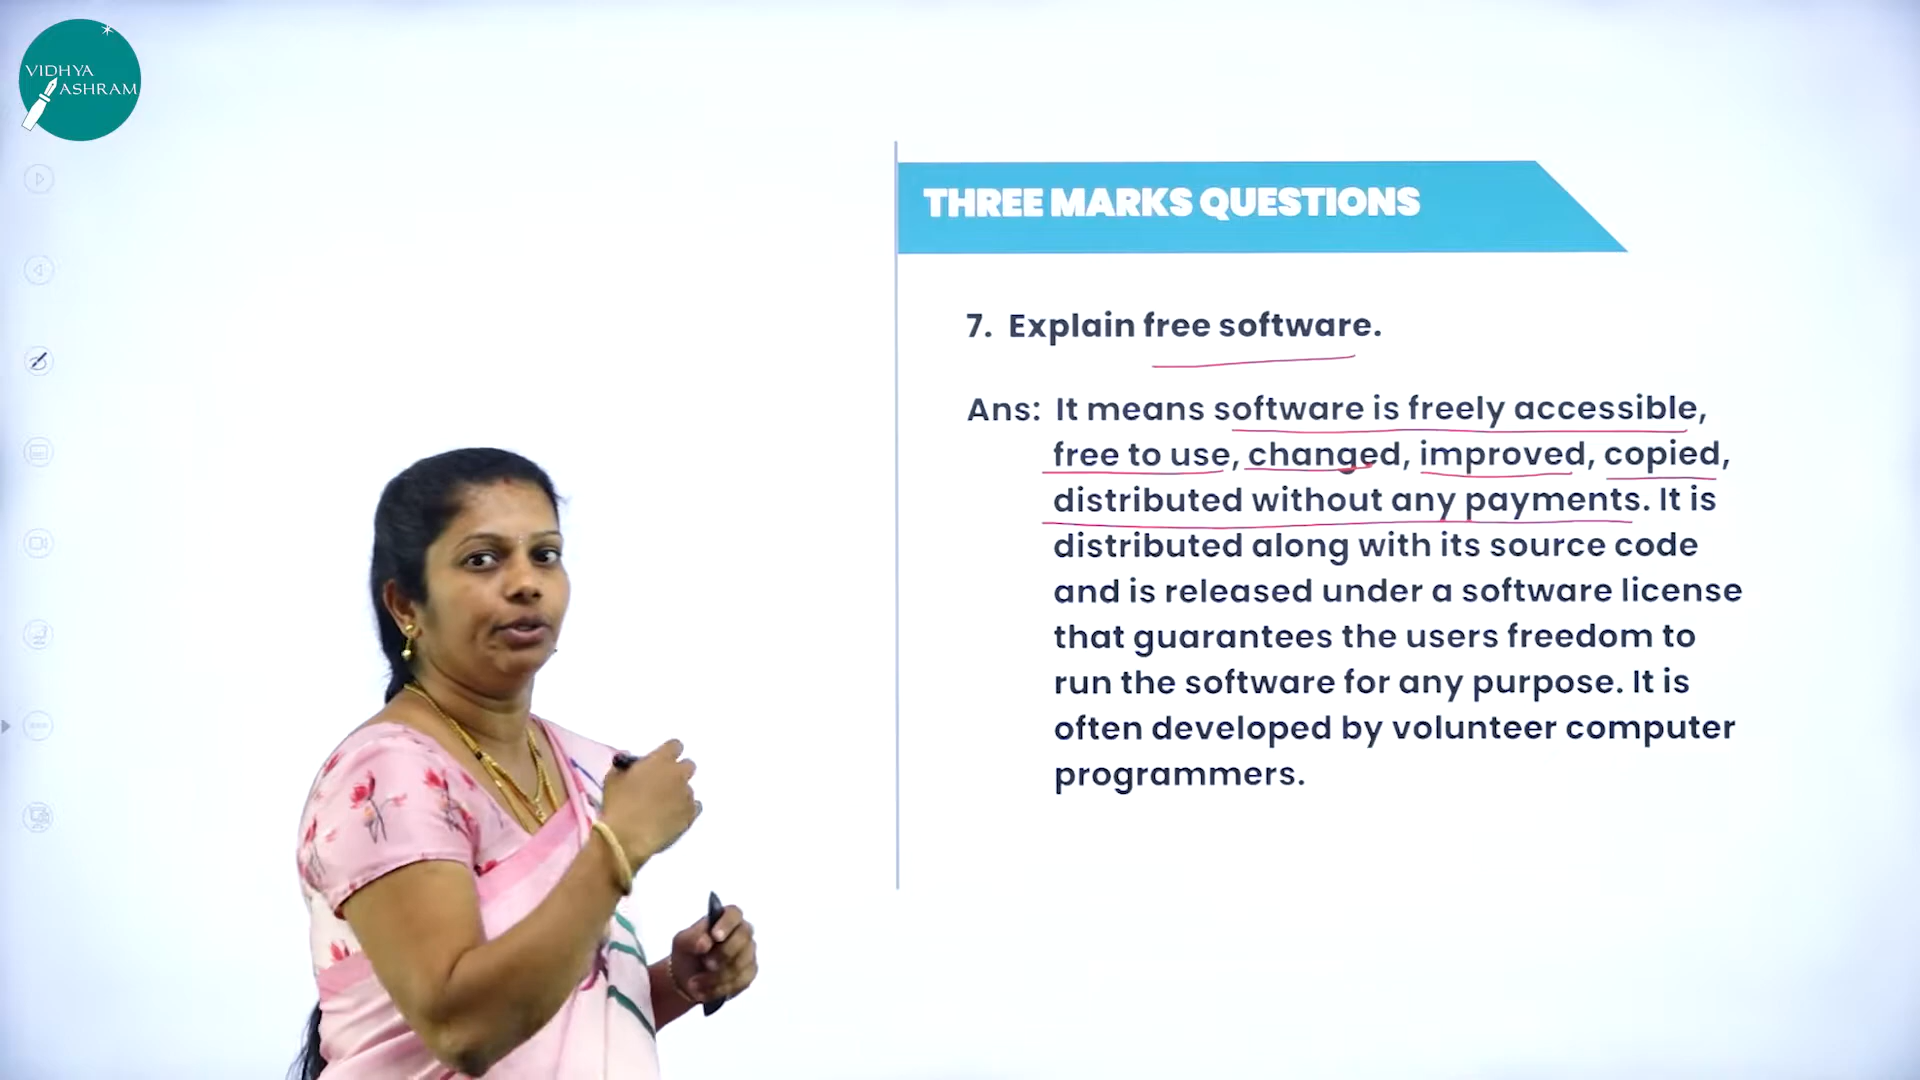 VIDHYA
ASHRAM
THREE MARKS QUESTIONS
7. Explain free software.
Ans: It means software is freely accessible,
free to use, changed, improved, copied,
distributed without any payments. It is
distributed along with its source code
and is released under a software license
that guarantees the users freedom to
run the software for any purpose. It is
often developed by volunteer computer
programmers.